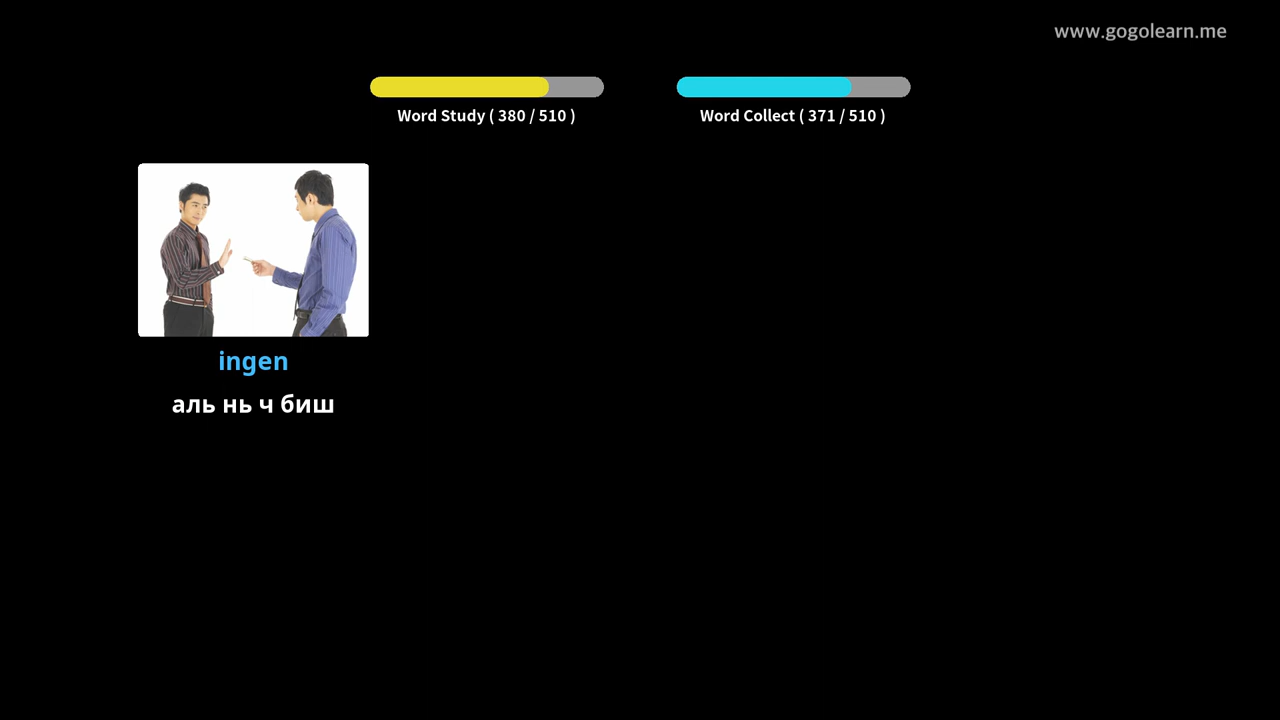 www.gogolearn.me
Word Study ( 380 / 510 )
Word Collect ( 371 / 510 )
ingen
аль нь ч биш